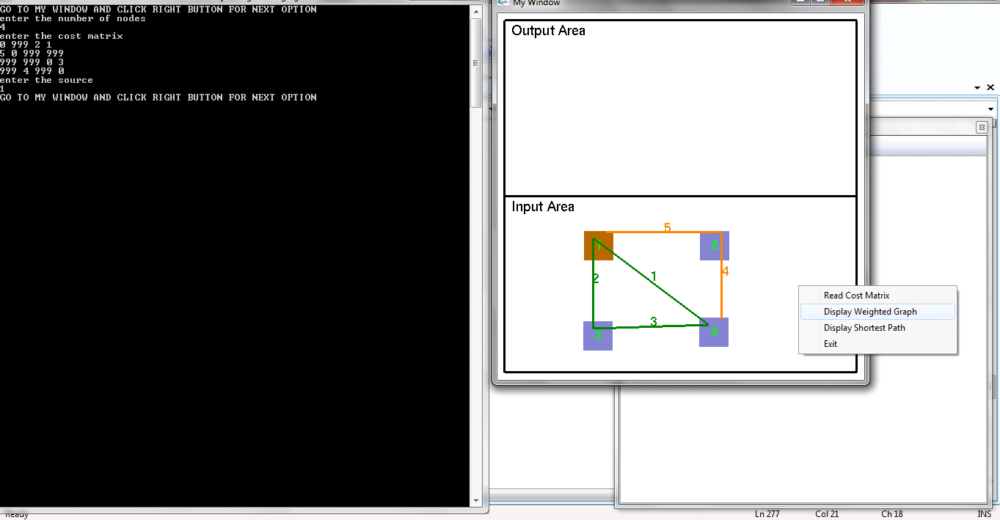 GO TO MY WINDOW AND CLICK RIGHT BUTTON FOR NEXT OPTION
enter the number of nodes
4
enter the cost matrix
0 999 2 1
5 0 999 999
999 999 0 3
999 4 999 0
enter the source
1
GO TO MY WINDOW AND CLICK RIGHT BUTTON FOR NEXT OPTION
My Window
Output Area
Input Area
5
1
2
2
1
4
3
3
4
Read Cost Matrix
Display Weighted Graph
Display Shortest Path
Exit
Ready
Ln 277
Col 21
Ch 18
INS